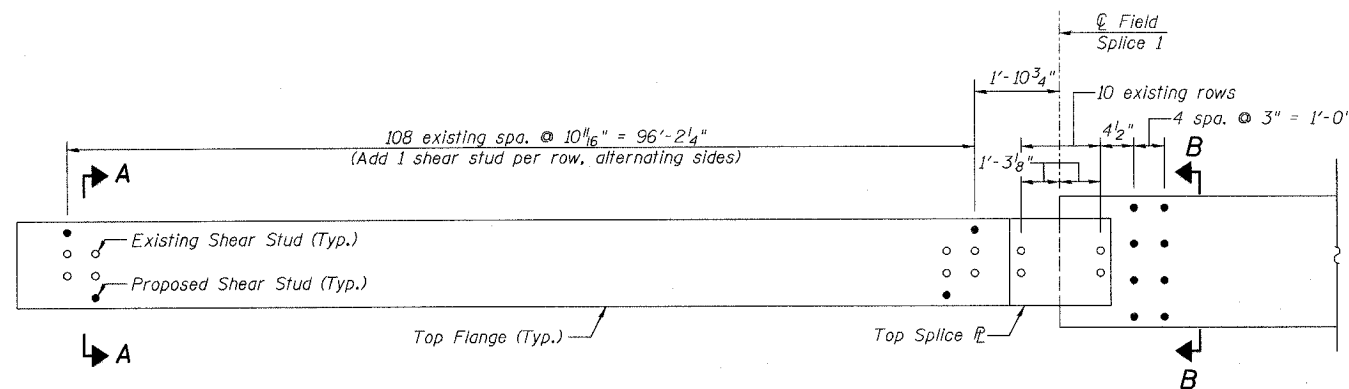 ℄ Field
Splice 1
1'-10¾"
10 existing rows
4 spa. @ 3" = 1'-0"
4½"
108 existing spa. @ 10 11/16" = 96'-2¼"
(Add 1 shear stud per row, alternating sides)
1'-3⅛"
A
B
Existing Shear Stud (Typ.)
Proposed Shear Stud (Typ.)
Top Flange (Typ.)
Top Splice ⅊
A
B